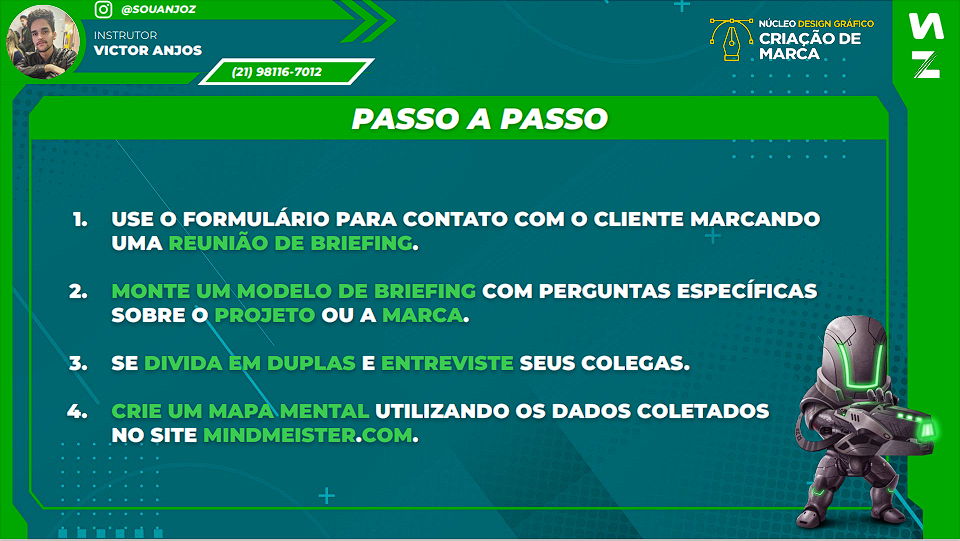 @SOUANJOZ
INSTRUTOR
VICTOR ANJOS
(21) 98116-7012
NÚCLEO DESIGN GRÁFICO
CRIAÇÃO DE
MARCA
PASSO A PASSO
1. USE O FORMULÁRIO PARA CONTATO COM O CLIENTE MARCANDO
UMA REUNIÃO DE BRIEFING.
2. MONTE UM MODELO DE BRIEFING COM PERGUNTAS ESPECÍFICAS
SOBRE O PROJETO OU A MARCA.
3. SE DIVIDA EM DUPLAS E ENTREVISTE SEUS COLEGAS.
4. CRIE UM MAPA MENTAL UTILIZANDO OS DADOS COLETADOS
NO SITE MINDMEISTER.COM.